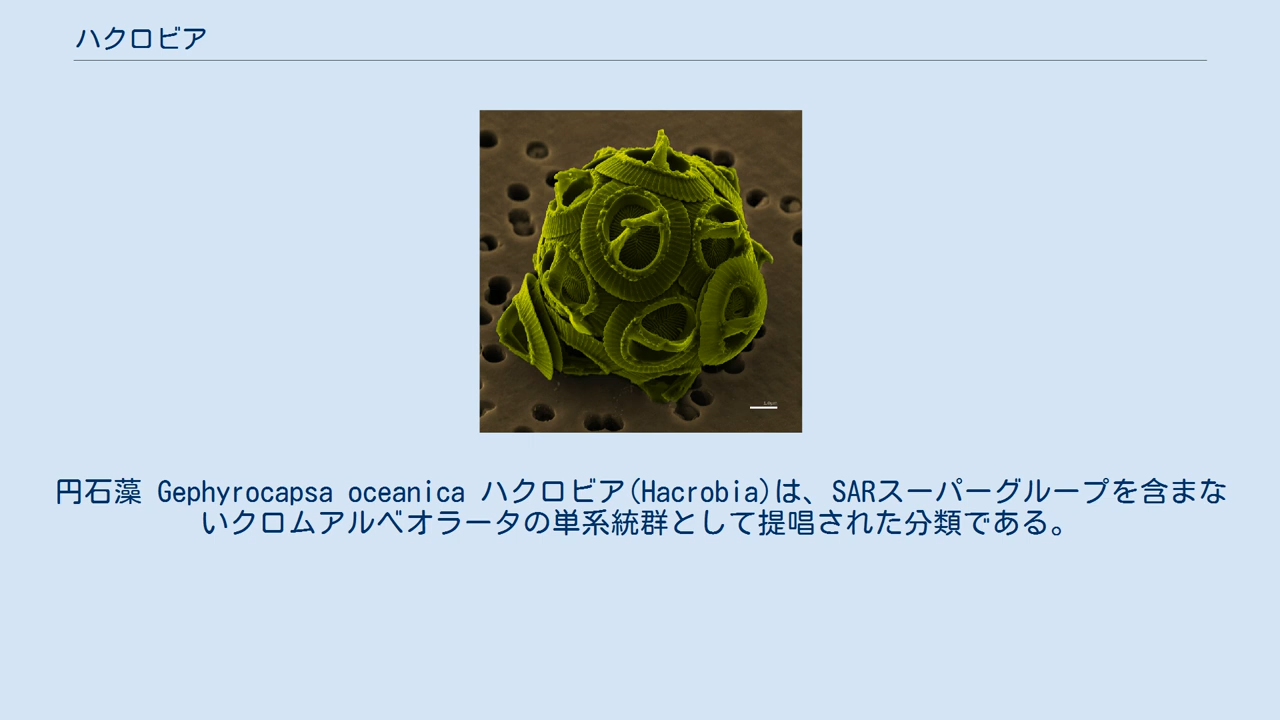 ハクロビア
円石藻 Gephyrocapsa oceanica ハクロビア(Hacrobia)は、SARスーパーグループを含まな
いクロムアルベオラータの単系統群として提唱された分類である。